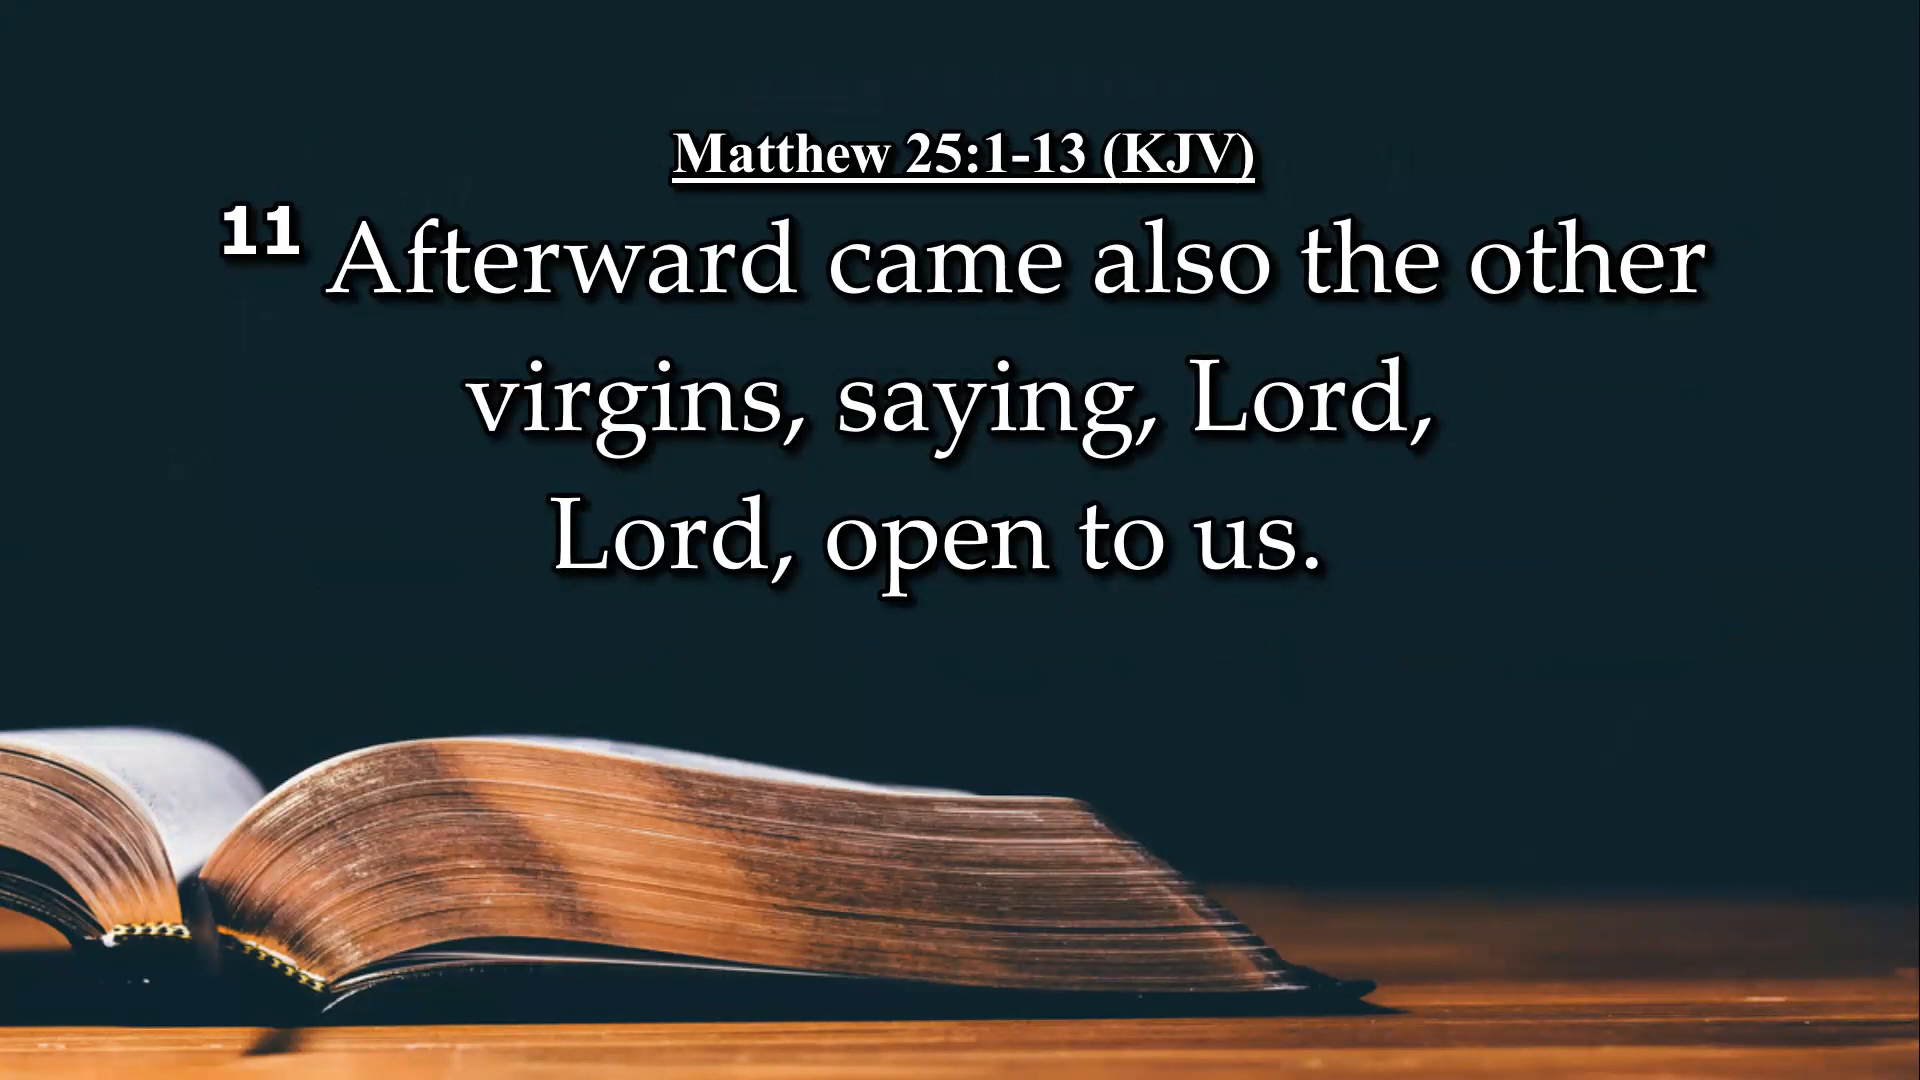 Matthew 25:1-13 (KJV)
11 Afterward came also the other
virgins, saying, Lord,
Lord, open to us.